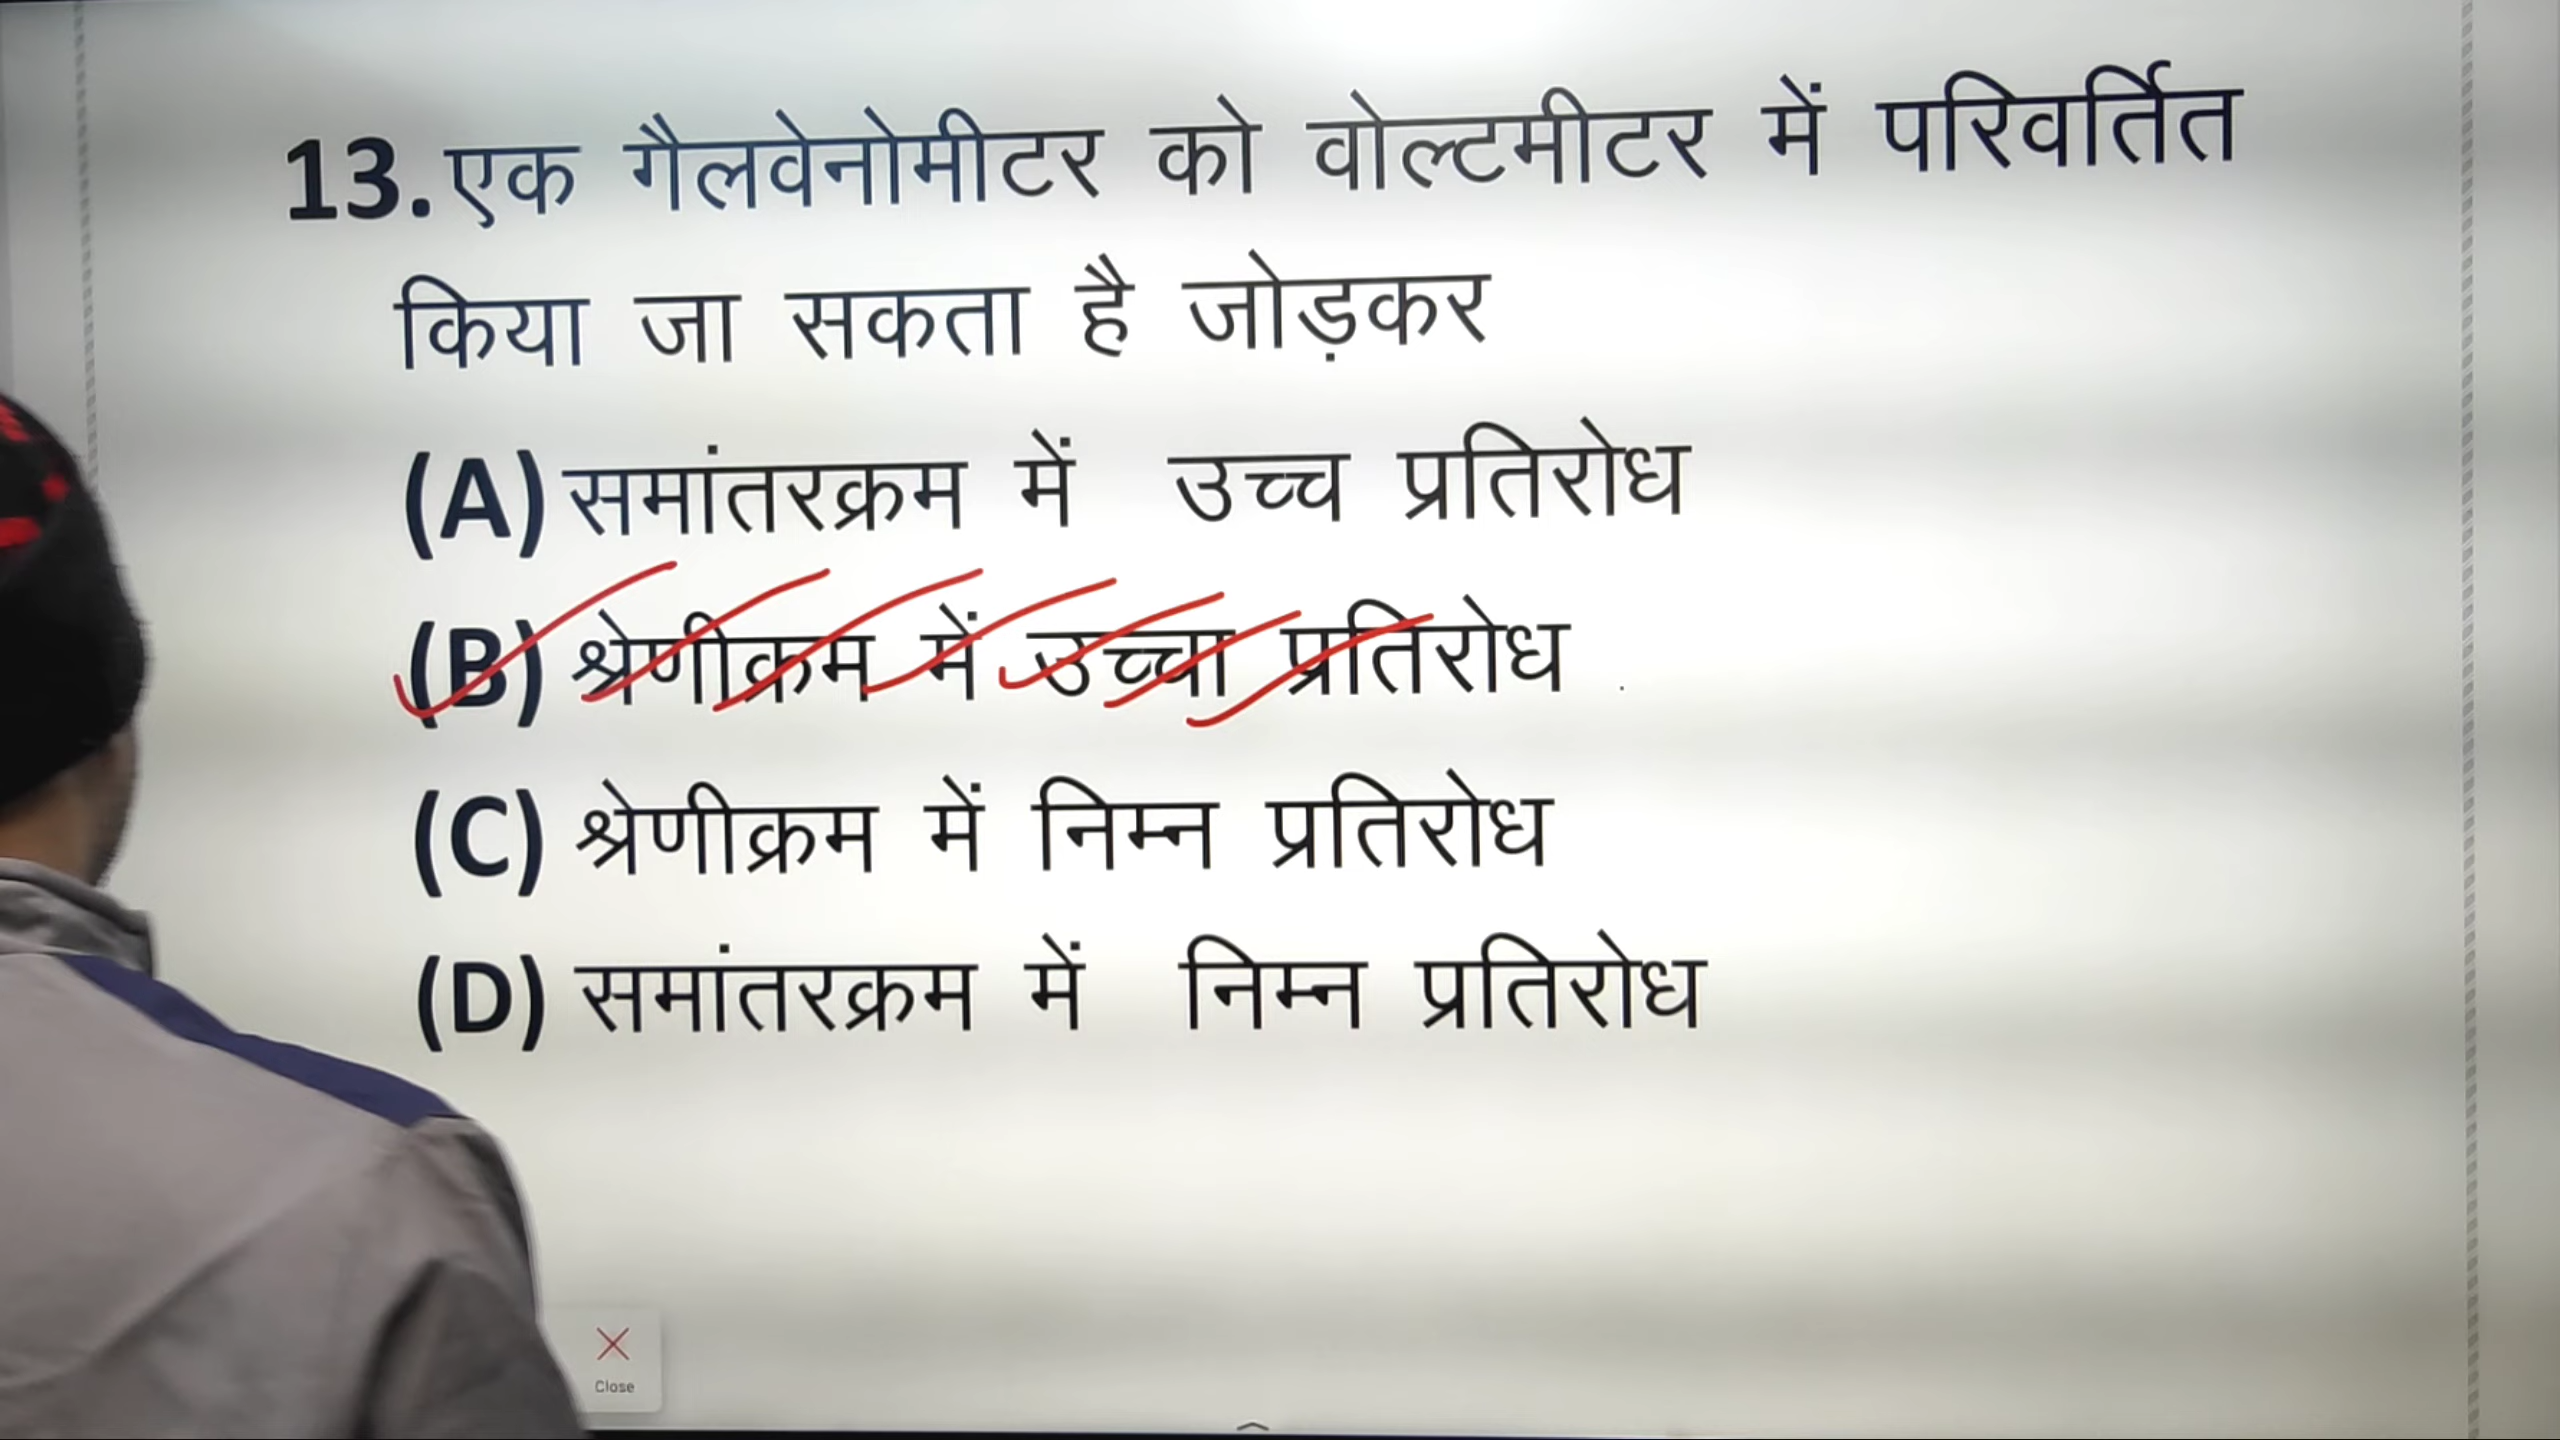 13. एक गैलवेनोमीटर को वोल्टमीटर में परिवर्तित
किया जा सकता है जोड़कर
(A) समांतरक्रम में उच्च प्रतिरोध
(B) श्रेणीक्रम में उच्चा प्रतिरोध
(C) श्रेणीक्रम में निम्न प्रतिरोध
(D) समांतरक्रम में निम्न प्रतिरोध
Close